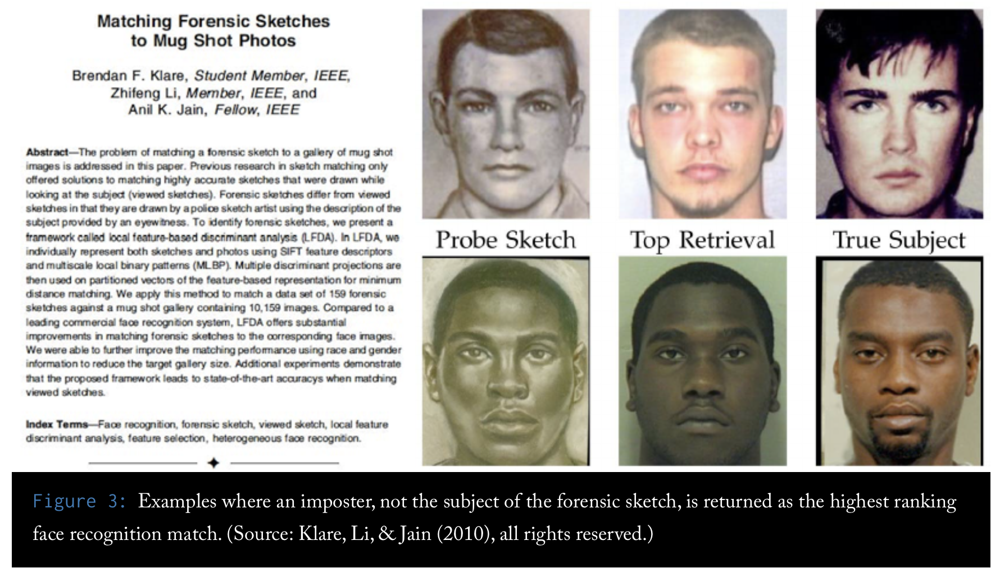 Matching Forensic Sketches
to Mug Shot Photos
Brendan F. Klare, Student Member, IEEE,
Zhifeng Li, Member, IEEE, and
Anil K. Jain, Fellow, IEEE
Abstract—The problem of matching a forensic sketch to a gallery of mug shot
images is addressed in this paper. Previous research in sketch matching only
offered solutions to matching highly accurate sketches that were drawn while
looking at the subject (viewed sketches). Forensic sketches differ from viewed
sketches in that they are drawn by a police sketch artist using the description of the
subject provided by an eyewitness. To identify forensic sketches, we present a
framework called local feature-based discriminant analysis (LFDA). In LFDA, we
individually represent both sketches and photos using SIFT feature descriptors
and multiscale local binary patterns (MLBP). Multiple discriminant projections are
then used on partitioned vectors of the feature-based representation for minimum
distance matching. We apply this method to match a data set of 159 forensic
sketches against a mug shot gallery containing 10,159 images. Compared to a
leading commercial face recognition system, LFDA offers substantial
improvements in matching forensic sketches to the corresponding face images.
We were able to further improve the matching performance using race and gender
information to reduce the target gallery size. Additional experiments demonstrate
that the proposed framework leads to state-of-the-art accuracys when matching
viewed sketches.
Index Terms—Face recognition, forensic sketch, viewed sketch, local feature
discriminant analysis, feature selection, heterogeneous face recognition.
Probe Sketch
Top Retrieval
True Subject
Figure 3: Examples where an imposter, not the subject of the forensic sketch, is returned as the highest ranking
face recognition match. (Source: Klare, Li, & Jain (2010), all rights reserved.)